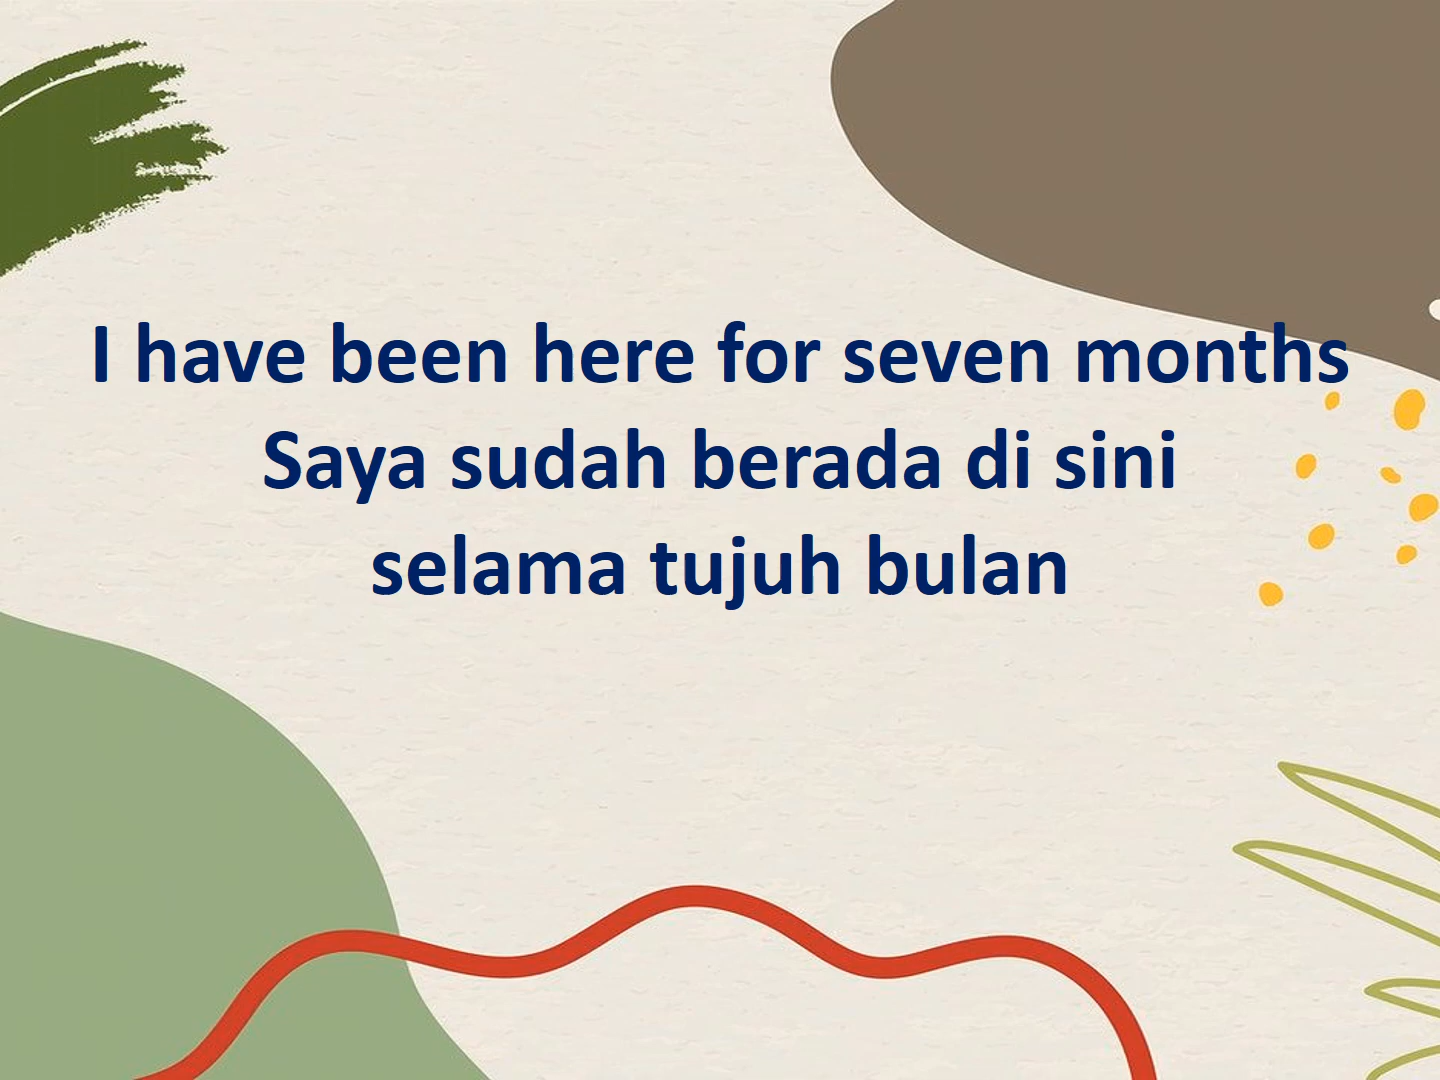 I have been here for seven months
Saya sudah berada di sini
selama tujuh bulan